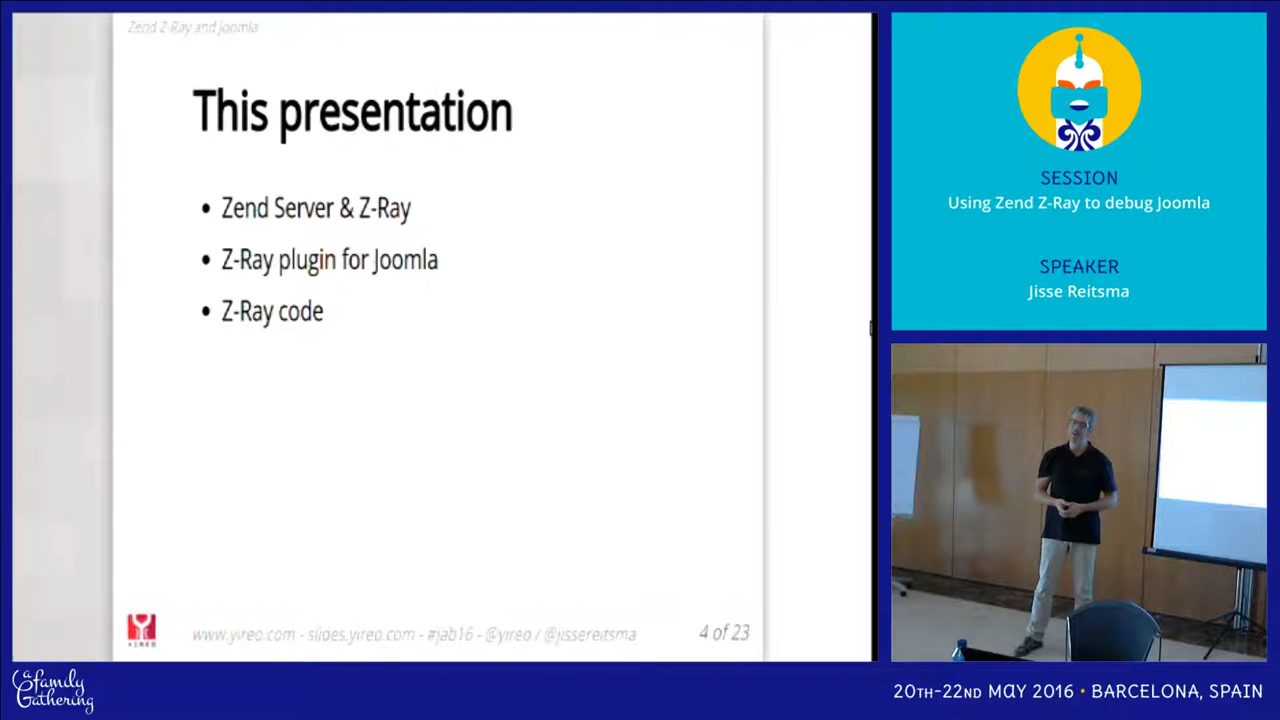 Zend Z-Ray and Joomla
This presentation
• Zend Server & Z-Ray
• Z-Ray plugin for Joomla
• Z-Ray code
YIREO
www.yireo.com - slides.yireo.com - #jab16 - @yireo / @jissereitsma
4 of 23
SESSION
Using Zend Z-Ray to debug Joomla
SPEAKER
Jisse Reitsma
a family
Gathering
20TH-22ND MAY 2016 • BARCELONA, SPAIN